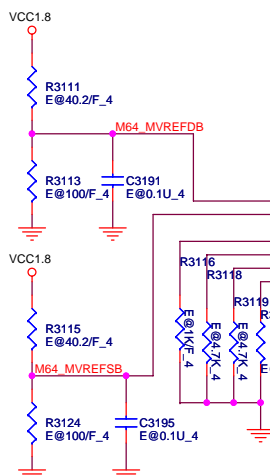 VCC1.8
R3111
E@40.2/F_4
M64_MVREFDB
R3113
E@100/F_4
C3191
E@0.1U_4
VCC1.8
R3116
R3118
R3119
E@1K/F_4
E@4.7K_4
E@4.7K_4
R3115
E@40.2/F_4
M64_MVREFSB
R3124
E@100/F_4
C3195
E@0.1U_4